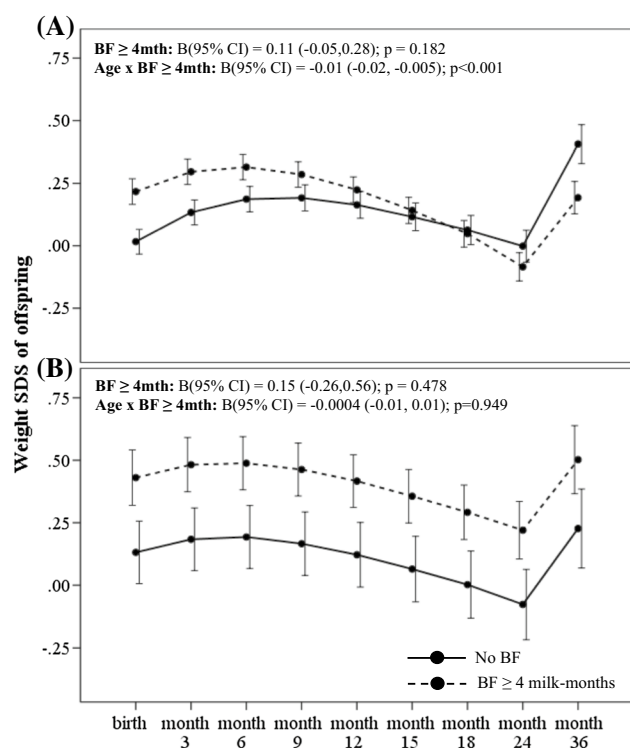 (A)
BF ≥ 4mth: B(95% CI) = 0.11 (-0.05,0.28); p = 0.182
Age x BF ≥ 4mth: B(95% CI) = -0.01 (-0.02, -0.005); p<0.001
.75
.50
.25
.00
-.25
Weight SDS of offspring
(B)
BF ≥ 4mth: B(95% CI) = 0.15 (-0.26,0.56); p = 0.478
Age x BF ≥ 4mth: B(95% CI) = -0.0004 (-0.01, 0.01); p=0.949
.75
.50
.25
.00
-.25
No BF
BF ≥ 4 milk-months
birth month month month month month month month month
3 6 9 12 15 18 24 36